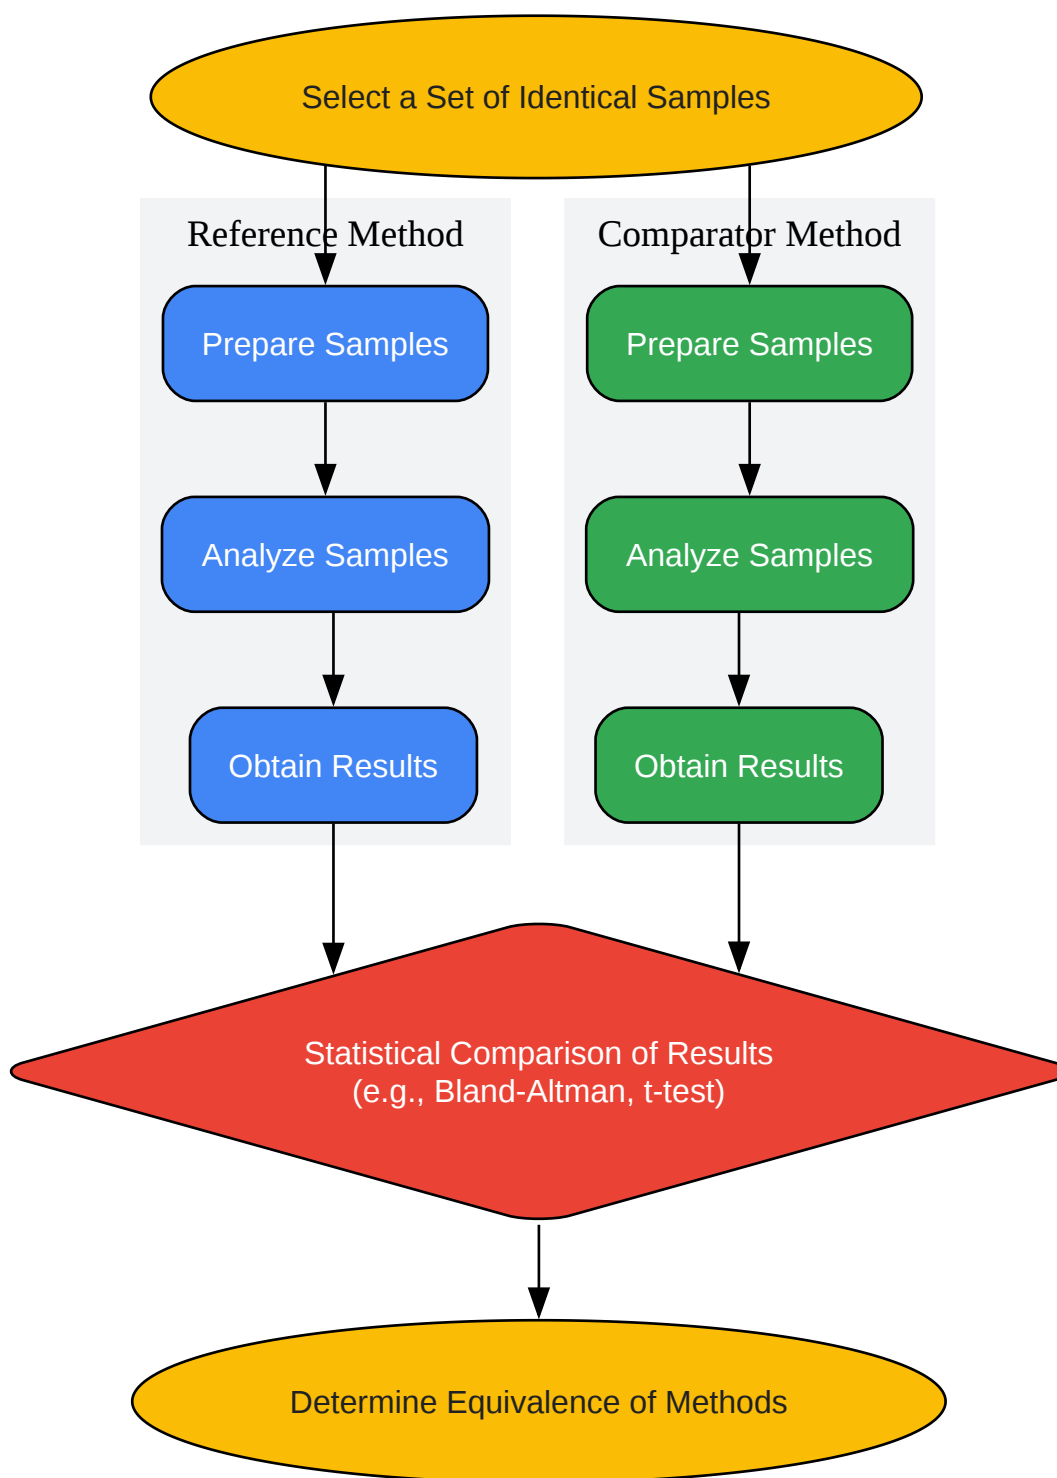 Select a Set of Identical Samples
Reference Method
Comparator Method
Prepare Samples
Prepare Samples
Analyze Samples
Analyze Samples
Obtain Results
Obtain Results
Statistical Comparison of Results
(e.g., Bland-Altman, t-test)
Determine Equivalence of Methods